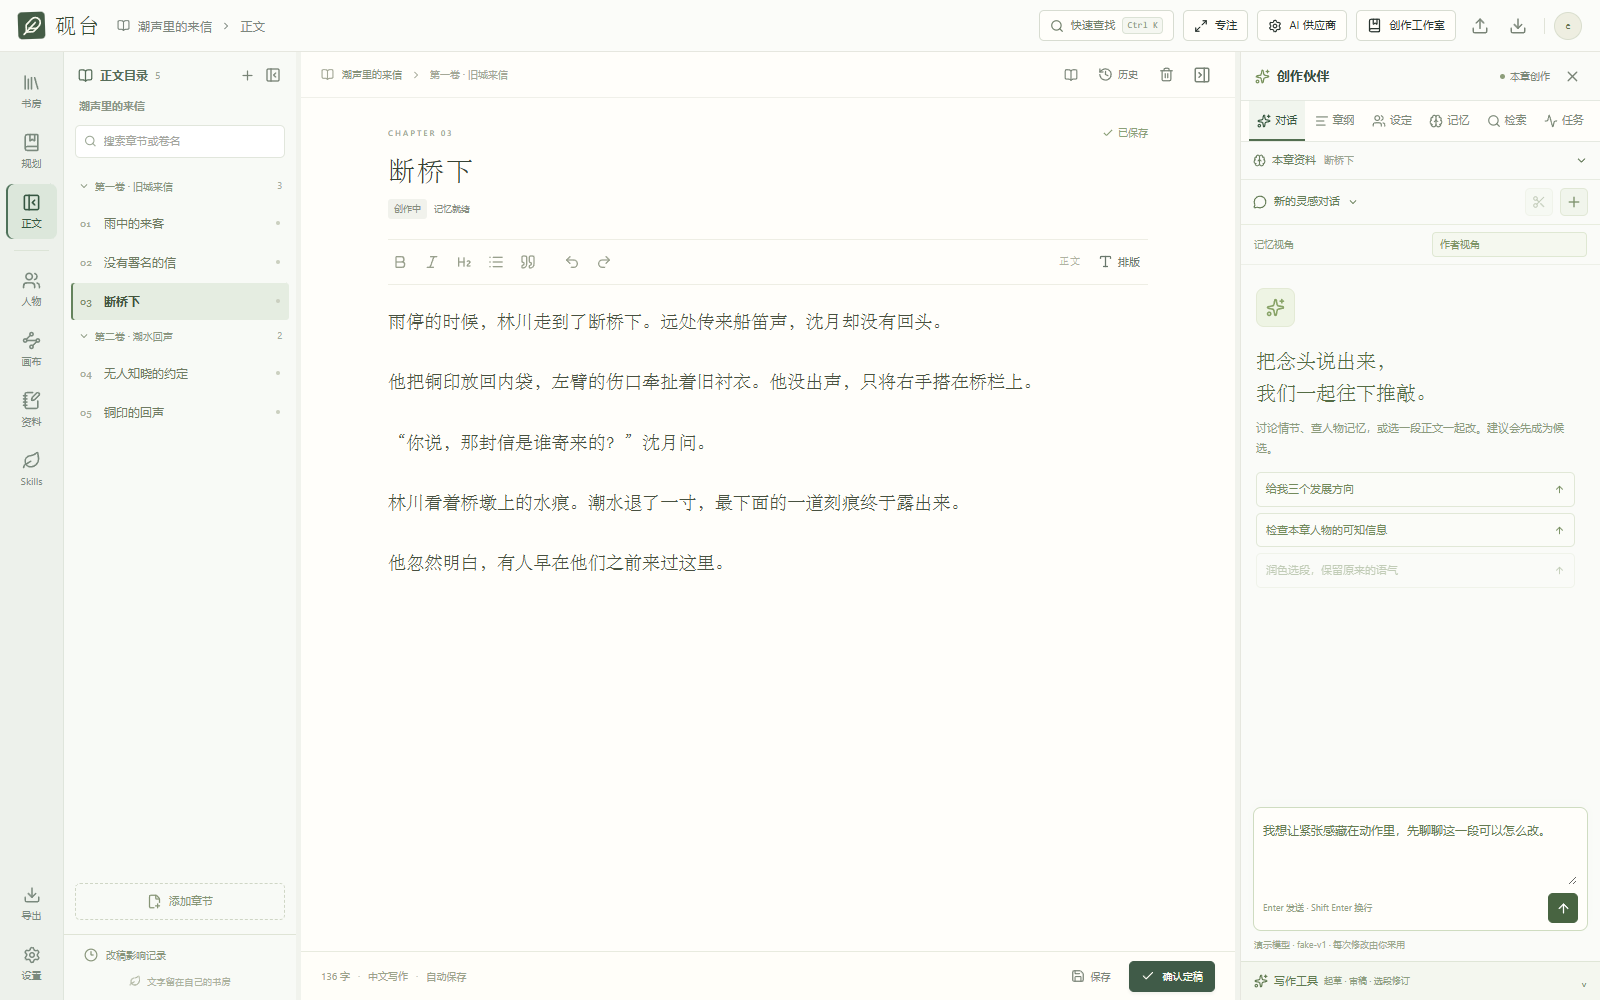 砚台
潮声里的来信 > 正文
快速查找 Ctrl K
专注
AI 供应商
创作工作室
e
书房
规划
正文
人物
画布
资料
Skills
导出
设置
正文目录 5
潮声里的来信
搜索章节或卷名
第一卷 · 旧城来信 3
01 雨中的来客
02 没有署名的信
03 断桥下
第二卷 · 潮水回声 2
04 无人知晓的约定
05 铜印的回声
添加章节
改稿影响记录
文字留在自己的书房
潮声里的来信 > 第一卷 · 旧城来信
历史
CHAPTER 03
已保存
断桥下
创作中 记忆就绪
B I H2
正文 排版
雨停的时候，林川走到了断桥下。远处传来船笛声，沈月却没有回头。
他把铜印放回内袋，左臂的伤口牵扯着旧衬衣。他没出声，只将右手搭在桥栏上。
“你说，那封信是谁寄来的？”沈月问。
林川看着桥墩上的水痕。潮水退了一寸，最下面的一道刻痕终于露出来。
他忽然明白，有人早在他们之前来过这里。
136 字 · 中文写作 · 自动保存
保存
确认定稿
创作伙伴
本章创作
对话 章纲 设定 记忆 检索 任务
本章资料 断桥下
新的灵感对话
记忆视角
作者视角
把念头说出来，
我们一起往下推敲。
讨论情节、查人物记忆，或选一段正文一起改。建议会先成为候
选。
给我三个发展方向
检查本章人物的可知信息
润色选段，保留原来的语气
我想让紧张感藏在动作里，先聊聊这一段可以怎么改。
Enter 发送 · Shift Enter 换行
演示模型 · fake-v1 · 每次修改由你来用
写作工具 起草 · 审稿 · 选段修订